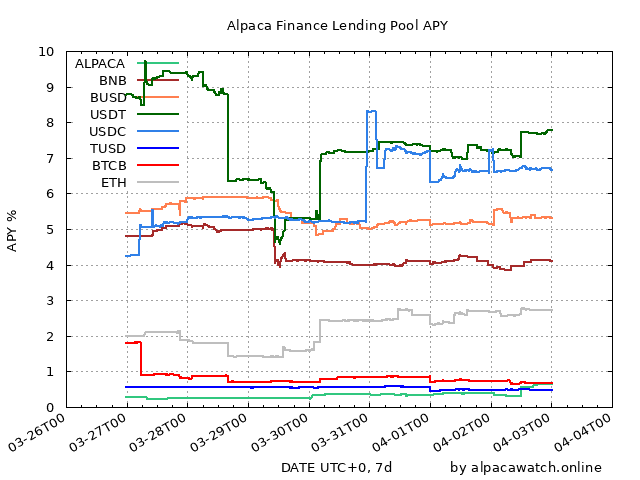 Alpaca Finance Lending Pool APY
10
9
8
7
6
5
4
3
2
1
0
APY %
ALPACA
BNB
BUSD
USDT
USDC
TUSD
BTCB
ETH
03-26T00
03-27T00
03-28T00
03-29T00
03-30T00
03-31T00
04-01T00
04-02T00
04-03T00
04-04T00
DATE UTC+0, 7d
by alpacawatch.online